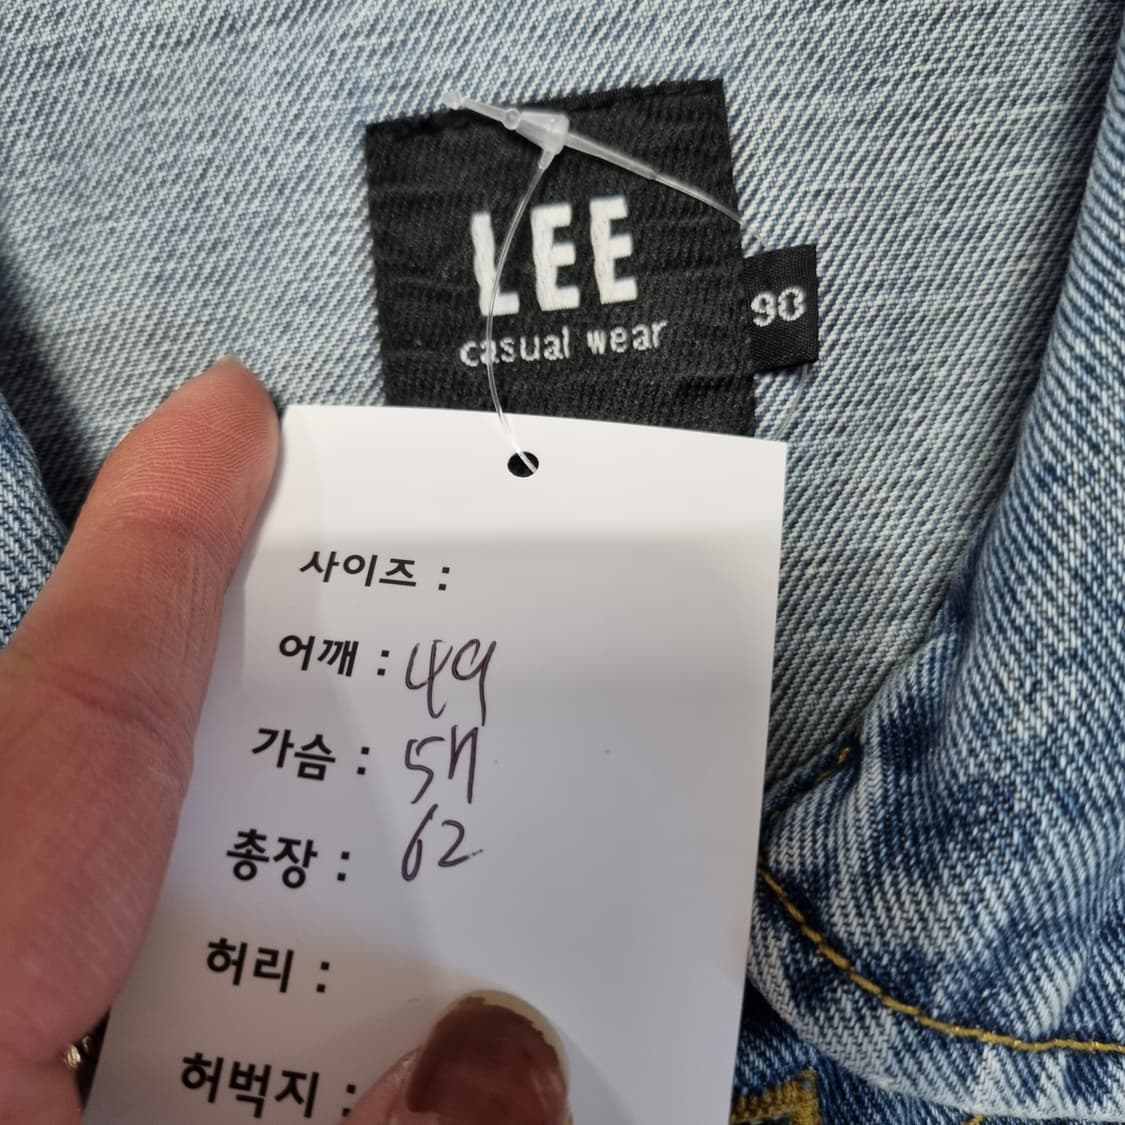 LEE
casual wear
90
사이즈 :
어깨 : 49
가슴 : 57
총장 : 62
허리 :
허벅지 :